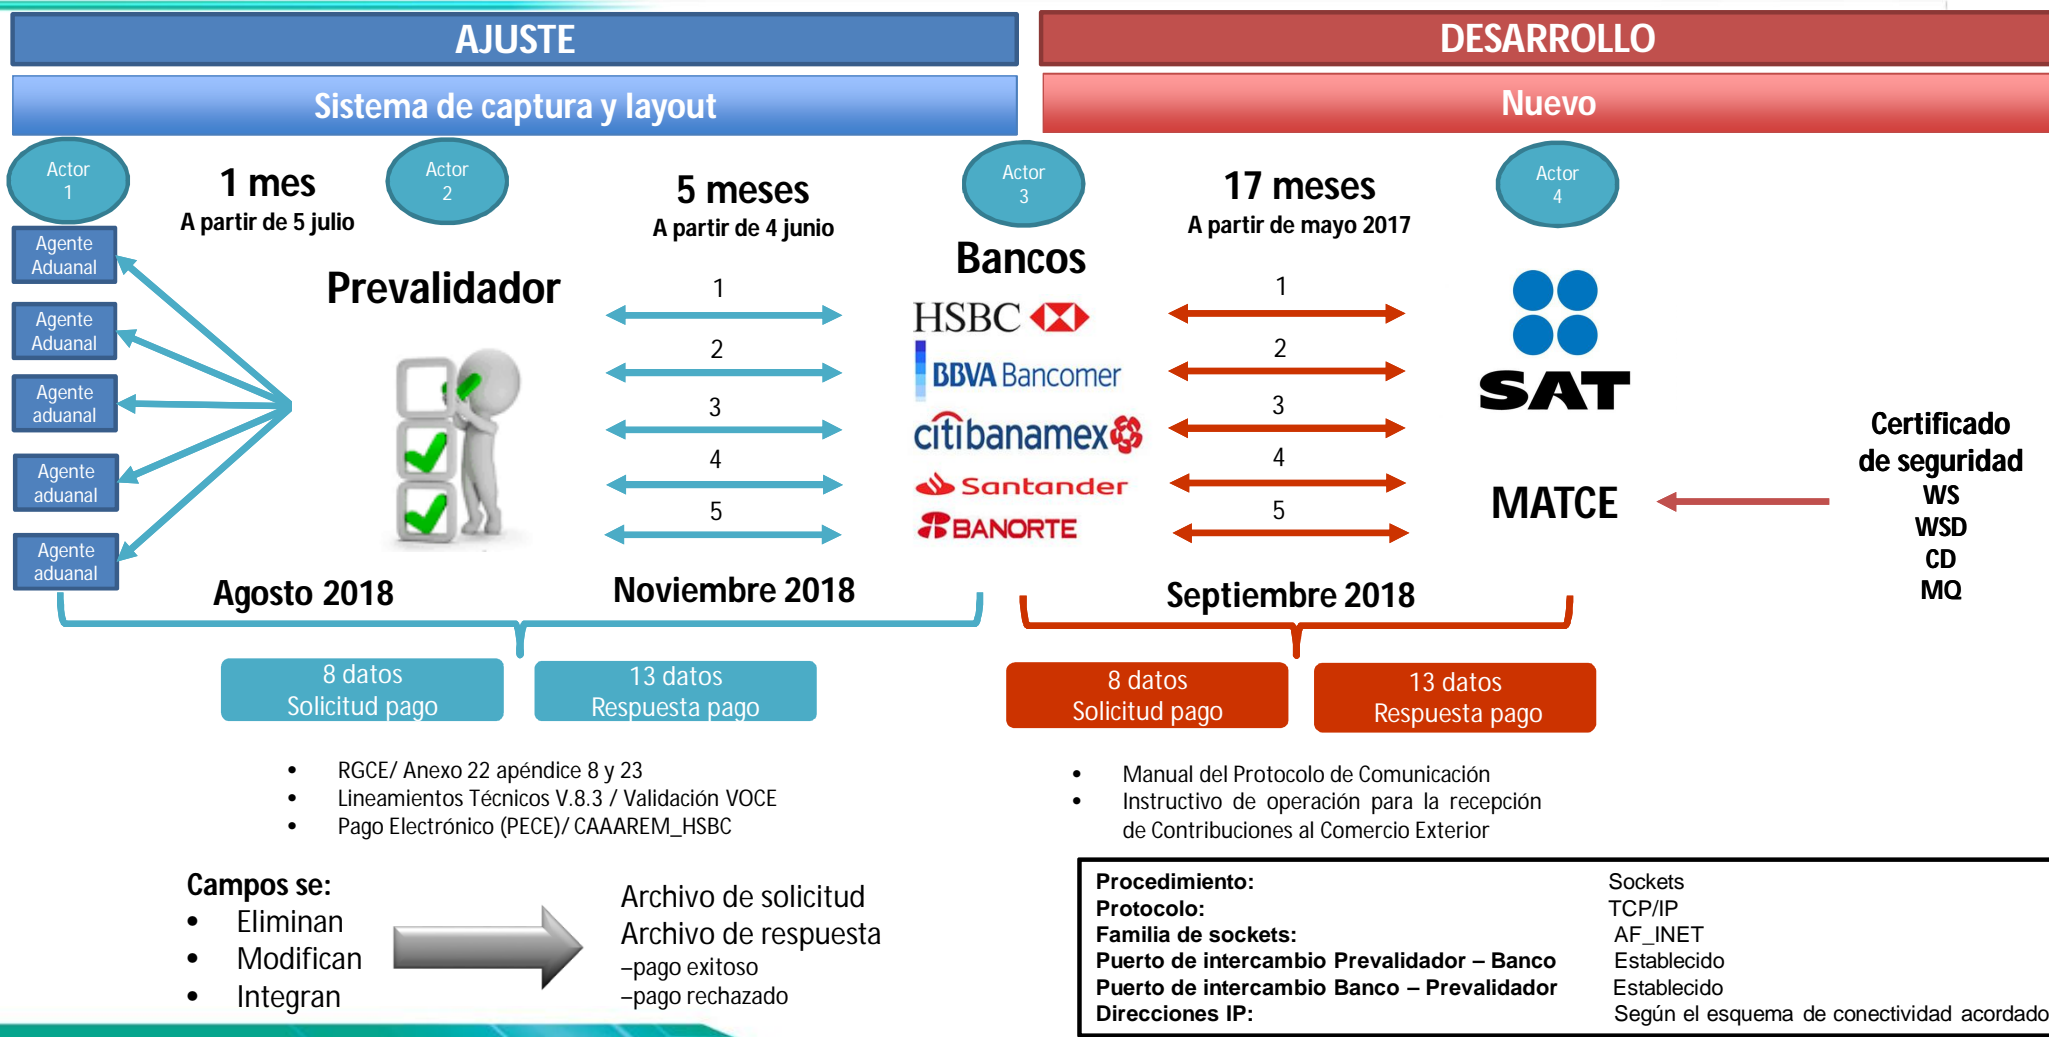 AJUSTE
DESARROLLO
Sistema de captura y layout
Nuevo
Actor
1
1 mes
A partir de 5 julio
Actor
2
5 meses
A partir de 4 junio
Actor
3
17 meses
A partir de mayo 2017
Actor
4
Agente
Aduanal
Agente
Aduanal
Agente
aduanal
Agente
aduanal
Agente
aduanal
Prevalidador
1
2
3
4
5
Bancos
HSBC
BBVA Bancomer
citibanamex
Santander
BANORTE
1
2
3
4
5
SAT
MATCE
Certificado
de seguridad
WS
WSD
CD
MQ
Agosto 2018
Noviembre 2018
Septiembre 2018
8 datos
Solicitud pago
13 datos
Respuesta pago
8 datos
Solicitud pago
13 datos
Respuesta pago
• RGCE/ Anexo 22 apéndice 8 y 23
• Lineamientos Técnicos V.8.3 / Validación VOCE
• Pago Electrónico (PECE)/ CAAAREM_HSBC
• Manual del Protocolo de Comunicación
• Instructivo de operación para la recepción
de Contribuciones al Comercio Exterior
Campos se:
• Eliminan
• Modifican
• Integran
Archivo de solicitud
Archivo de respuesta
–pago exitoso
–pago rechazado
Procedimiento: Sockets
Protocolo: TCP/IP
Familia de sockets: AF_INET
Puerto de intercambio Prevalidador – Banco Establecido
Puerto de intercambio Banco – Prevalidador Establecido
Direcciones IP: Según el esquema de conectividad acordado